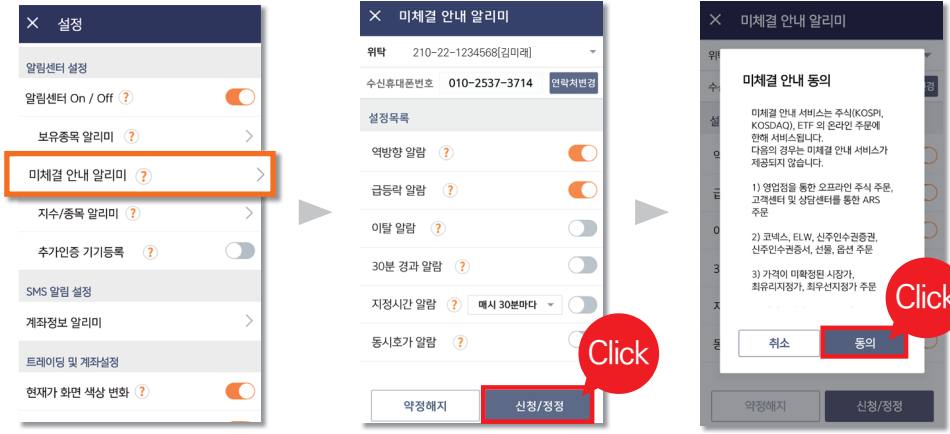 설정
알림센터 설정
알림센터 On / Off ?
보유종목 알리미 ?
미체결 안내 알리미 ?
지수/종목 알리미 ?
추가인증 기기등록 ?
SMS 알림 설정
계좌정보 알리미
트레이딩 및 계좌설정
현재가 화면 색상 변화 ?
미체결 안내 알리미
위탁 210-22-1234568[김미래]
수신휴대폰번호 010-2537-3714 연락처변경
설정목록
역방향 알람 ?
급등락 알람 ?
이탈 알람 ?
30분 경과 알람 ?
지정시간 알람 ? 매시 30분마다
동시호가 알람 ?
Click
약정해지 신청/정정
미체결 안내 알리미
미체결 안내 동의
미체결 안내 서비스는 주식(KOSPI,
KOSDAQ), ETF 의 온라인 주문에
한해 서비스됩니다.
다음의 경우는 미체결 안내 서비스가
제공되지 않습니다.
1) 영업점을 통한 오프라인 주식 주문,
고객센터 및 상담센터를 통한 ARS
주문
2) 코넥스, ELW, 신주인수권증권,
신주인수권증서, 선물, 옵션 주문
3) 가격이 미확정된 시장가,
최유리지정가, 최우선지정가 주문
Click
취소 동의
약정해지 신청/정정